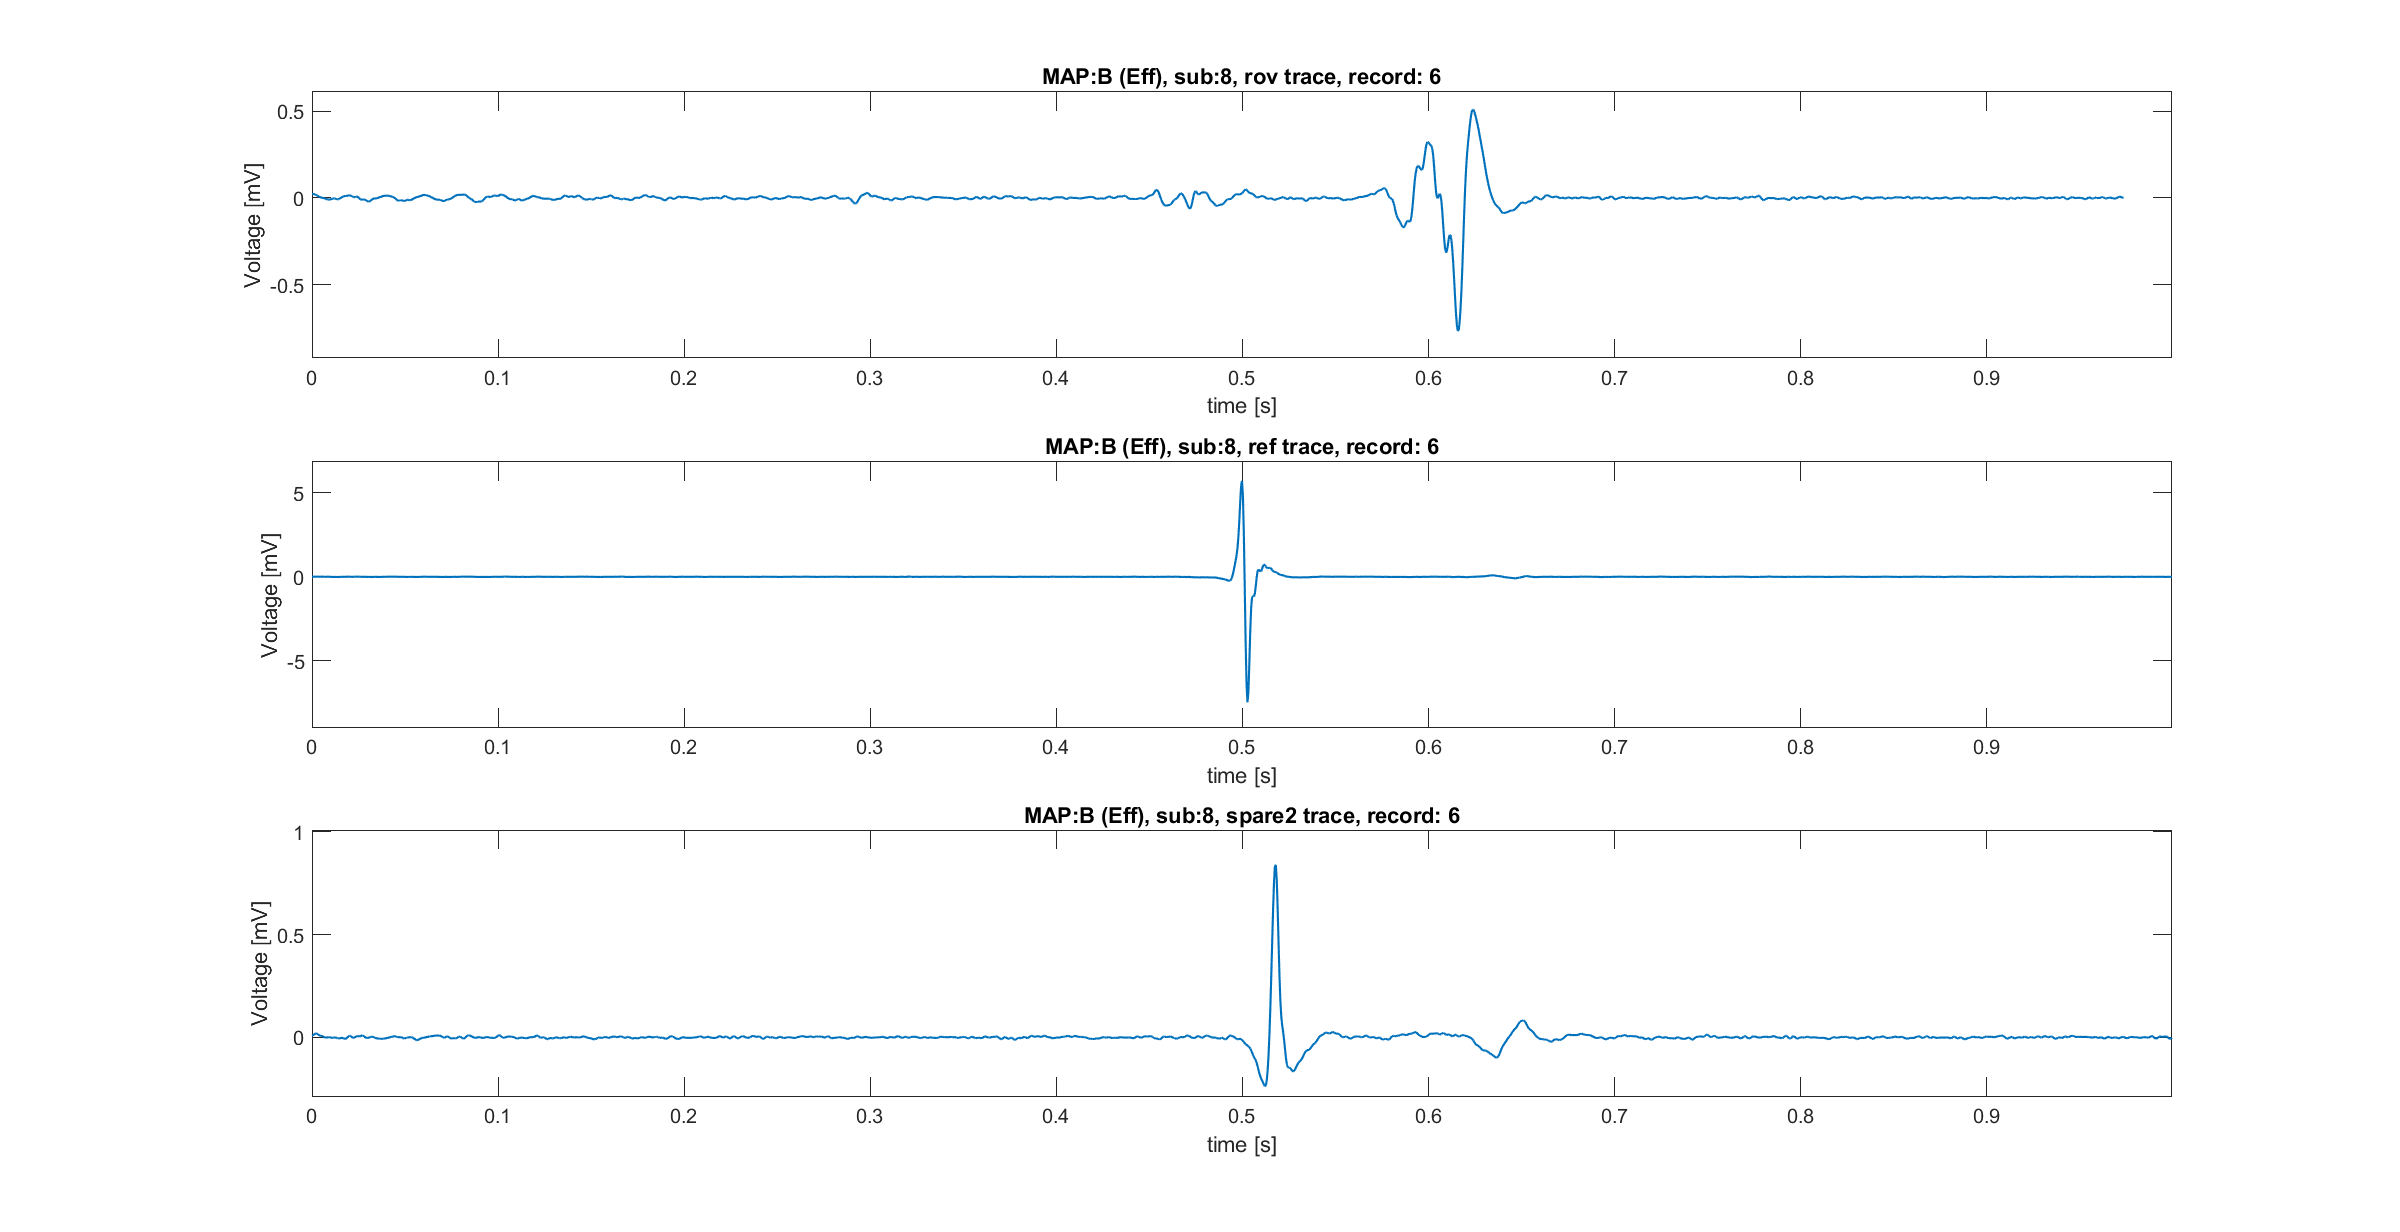 MAP:B (Eff), sub:8, rov trace, record: 6
Voltage [mV]
0.5
0
-0.5
0 0.1 0.2 0.3 0.4 0.5 0.6 0.7 0.8 0.9
time [s]
MAP:B (Eff), sub:8, ref trace, record: 6
Voltage [mV]
5
0
-5
0 0.1 0.2 0.3 0.4 0.5 0.6 0.7 0.8 0.9
time [s]
MAP:B (Eff), sub:8, spare2 trace, record: 6
Voltage [mV]
1
0.5
0
0 0.1 0.2 0.3 0.4 0.5 0.6 0.7 0.8 0.9
time [s]